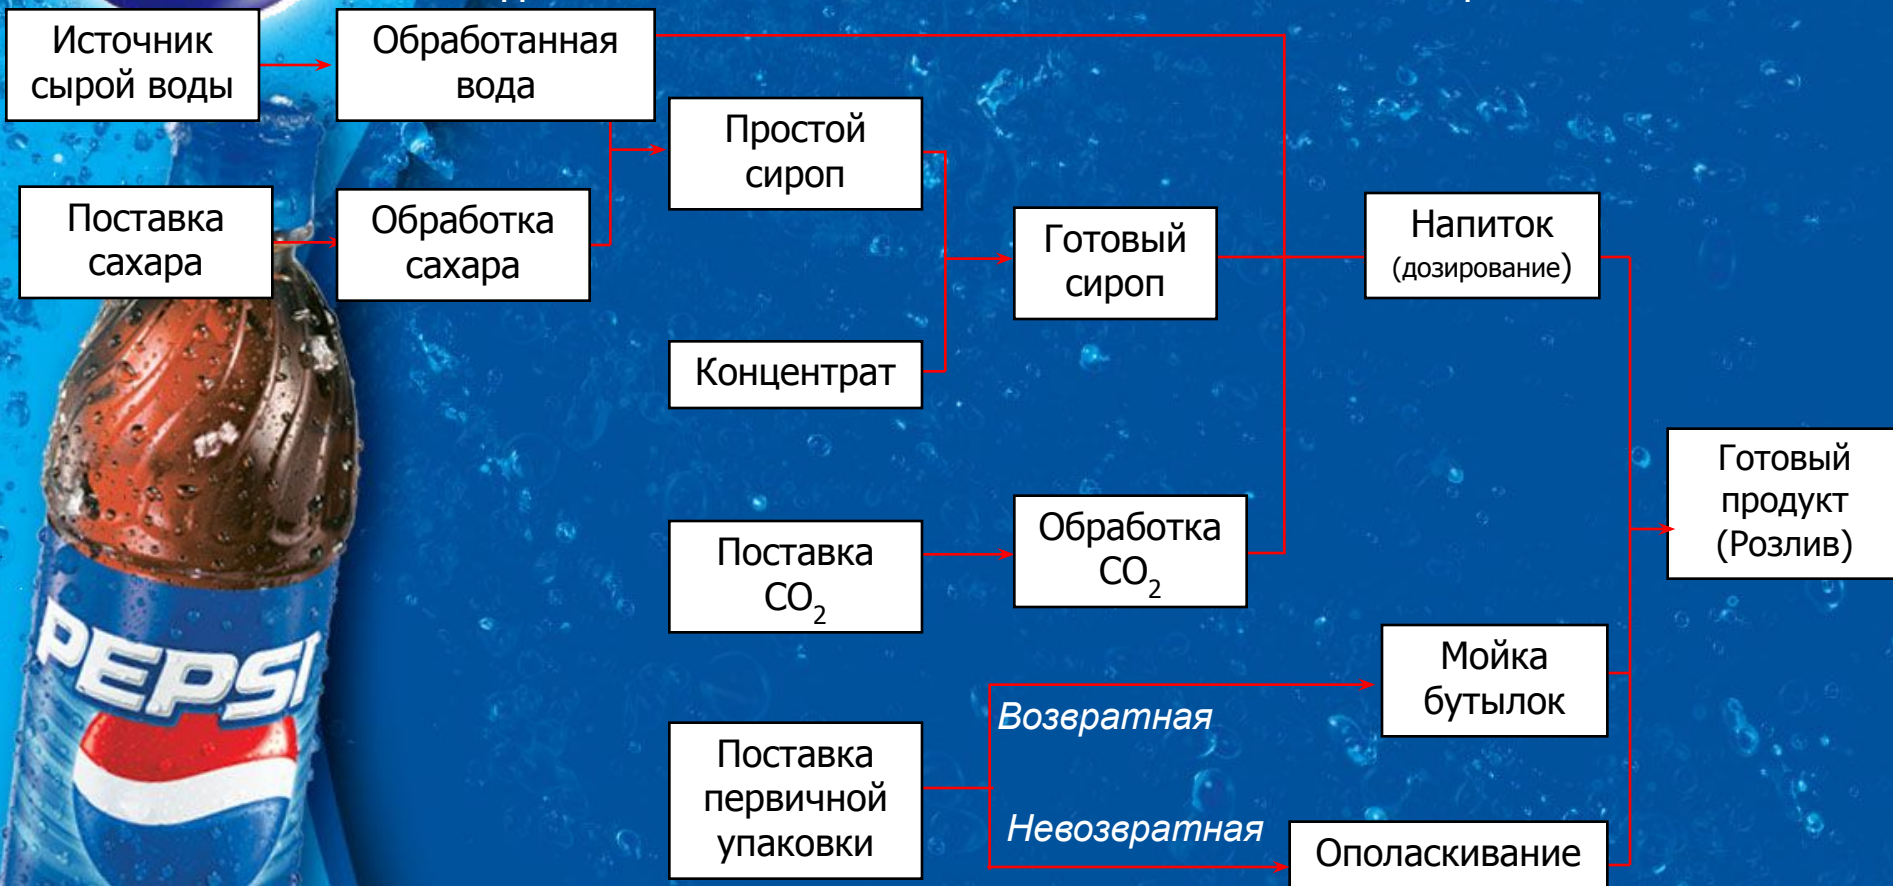 Источник
сырой воды
Обработанная
вода
Простой
сироп
Поставка
сахара
Обработка
сахара
Готовый
сироп
Напиток
(дозирование)
Концентрат
Готовый
продукт
(Розлив)
Поставка
CO2
Обработка
CO2
Мойка
бутылок
Возвратная
Поставка
первичной
упаковки
Невозвратная
Ополаскивание
PEPSI